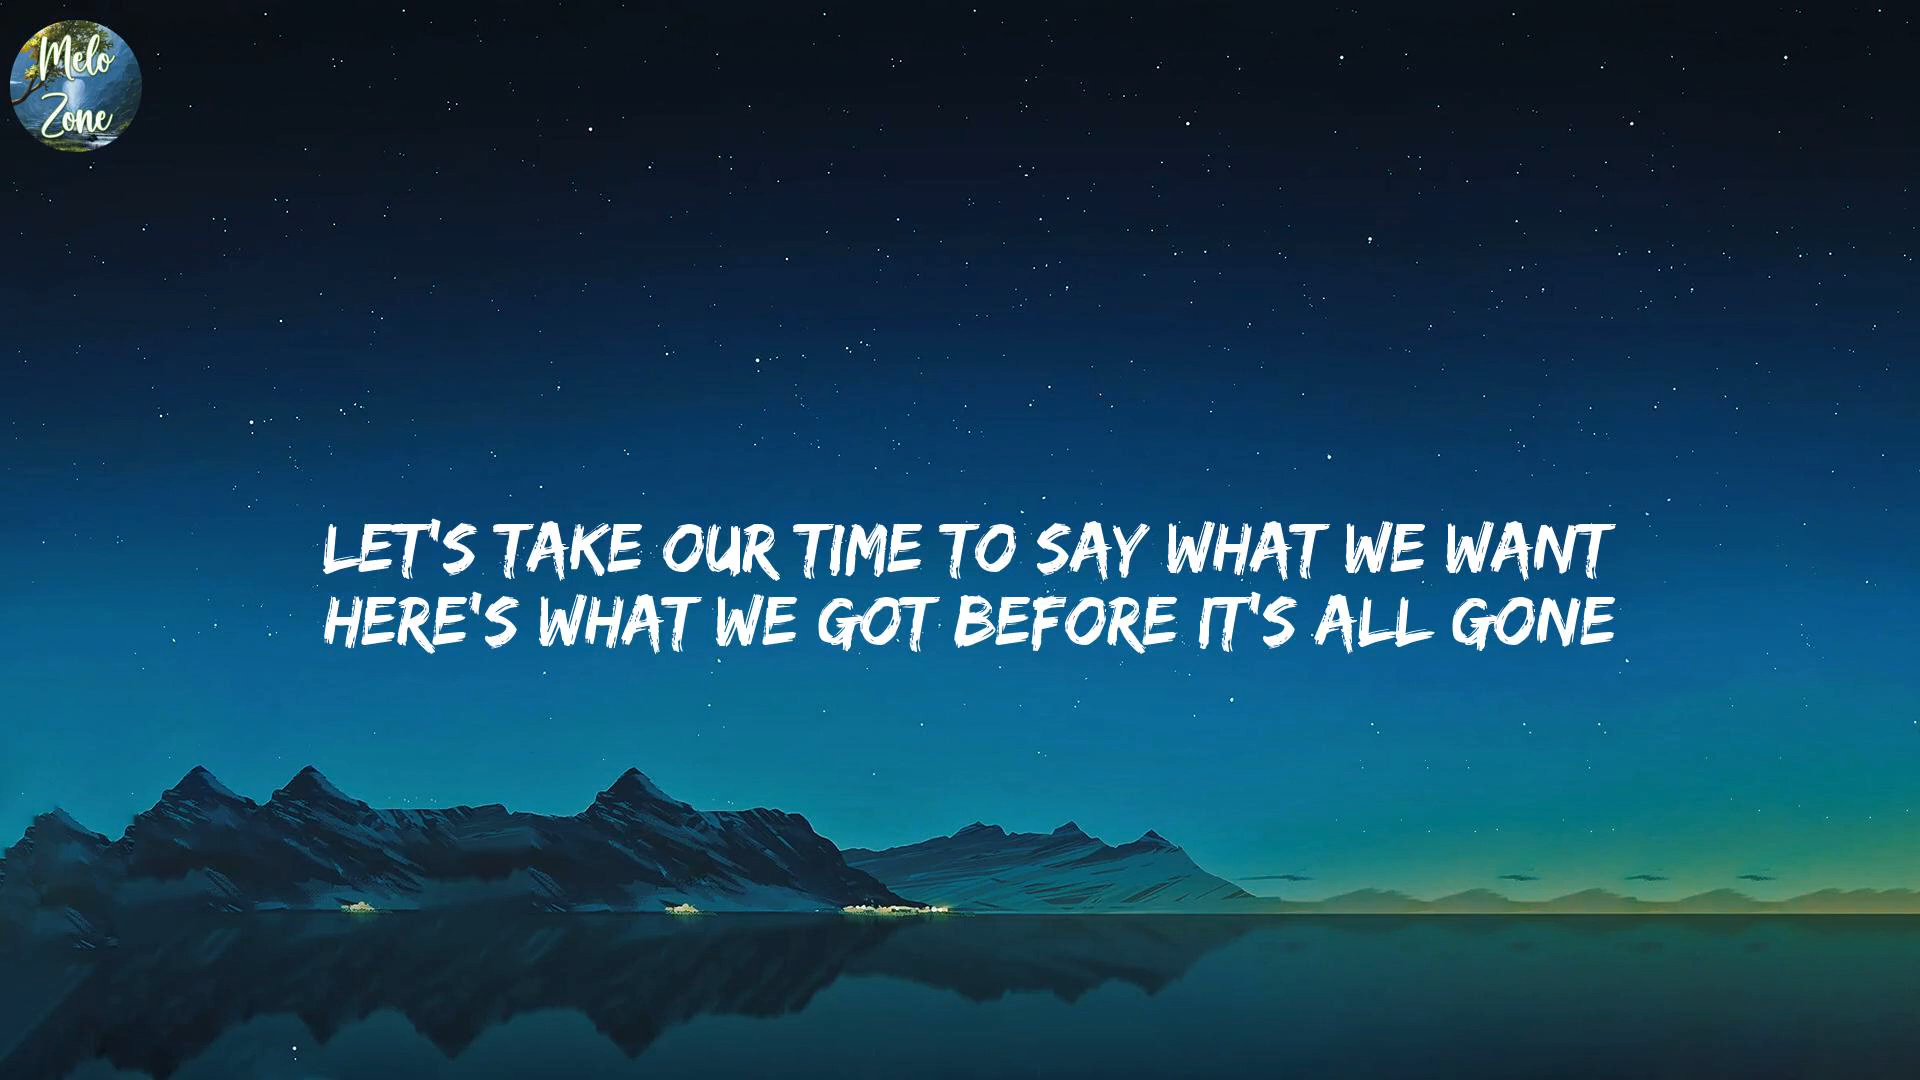 Melo
Zone
LET'S TAKE OUR TIME TO SAY WHAT WE WANT
HERE'S WHAT WE GOT BEFORE IT'S ALL GONE